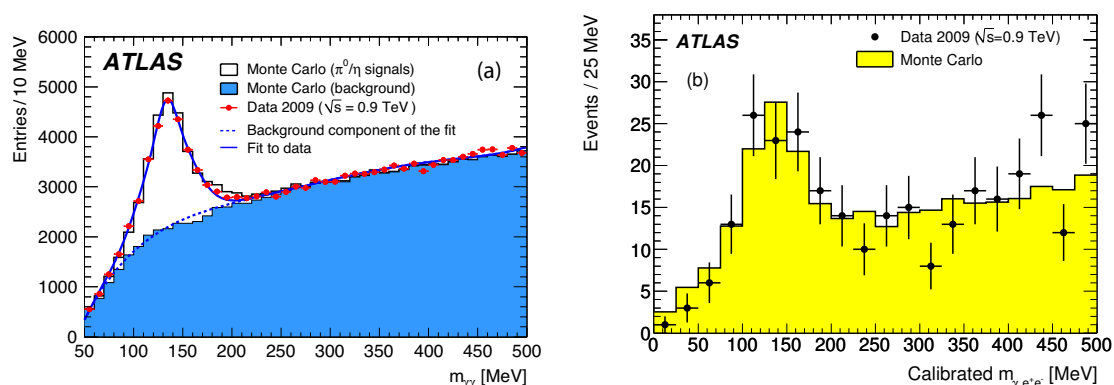 Entries / 10 MeV
6000
5000
4000
3000
2000
1000
0
ATLAS
(a)
Monte Carlo (π⁰/η signals)
Monte Carlo (background)
Data 2009 (√s = 0.9 TeV)
Background component of the fit
Fit to data
50 100 150 200 250 300 350 400 450 500
m_γγ [MeV]
Events / 25 MeV
40
35
30
25
20
15
10
5
0
ATLAS
(b)
Data 2009 (√s=0.9 TeV)
Monte Carlo
0 50 100 150 200 250 300 350 400 450 500
Calibrated m_γ e⁺e⁻ [MeV]